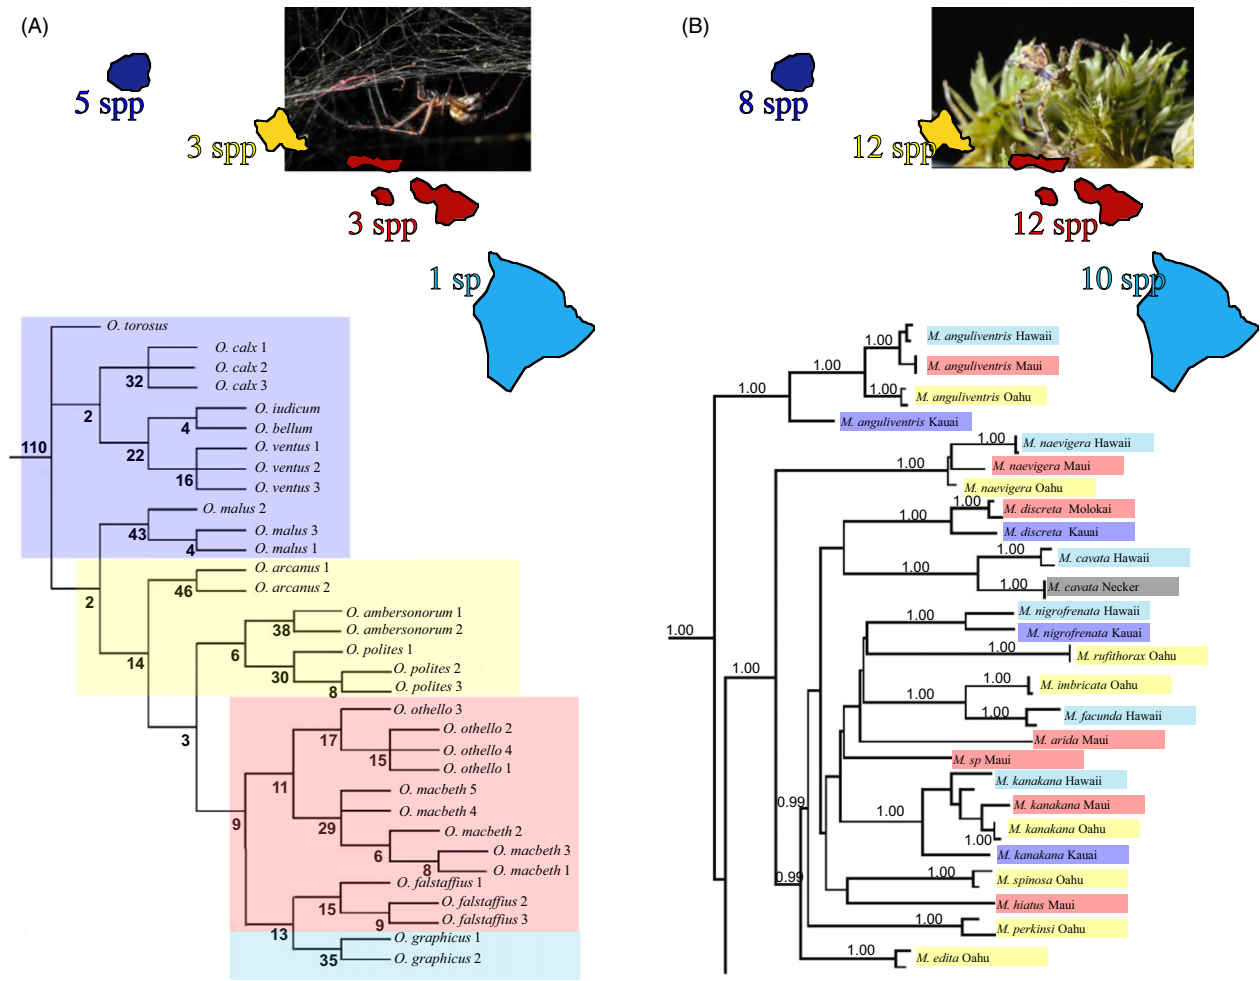 (A)
5 spp
3 spp
3 spp
1 sp
O. torosus
O. calx 1
O. calx 2
32
O. calx 3
2
O. iudicum
4
O. bellum
110
O. ventus 1
22
O. ventus 2
16
O. ventus 3
O. malus 2
43
O. malus 3
4
O. malus 1
O. arcanus 1
46
O. arcanus 2
2
O. ambersonorum 1
38
O. ambersonorum 2
6
O. polites 1
14
30
O. polites 2
8
O. polites 3
O. othello 3
17
O. othello 2
3
O. othello 4
15
O. othello 1
11
O. macbeth 5
O. macbeth 4
9
29
O. macbeth 2
6
O. macbeth 3
8
O. macbeth 1
O. falstaffius 1
15
O. falstaffius 2
9
O. falstaffius 3
13
O. graphicus 1
35
O. graphicus 2
(B)
8 spp
12 spp
12 spp
10 spp
1.00
M. anguliventris Hawaii
1.00
M. anguliventris Maui
1.00
1.00
M. anguliventris Oahu
M. anguliventris Kauai
1.00
M. naevigera Hawaii
1.00
M. naevigera Maui
M. naevigera Oahu
1.00
M. discreta Molokai
1.00
M. discreta Kauai
1.00
M. cavata Hawaii
1.00
1.00
M. cavata Necker
1.00
M. nigrofrenata Hawaii
1.00
M. nigrofrenata Kauai
1.00
M. rufithorax Oahu
1.00
1.00
M. imbricata Oahu
1.00
1.00
M. facunda Hawaii
M. arida Maui
M. sp Maui
M. kanakana Hawaii
0.99
M. kanakana Maui
1.00
M. kanakana Oahu
1.00
M. kanakana Kauai
0.99
1.00
M. spinosa Oahu
M. hiatus Maui
1.00
M. perkinsi Oahu
1.00
M. edita Oahu